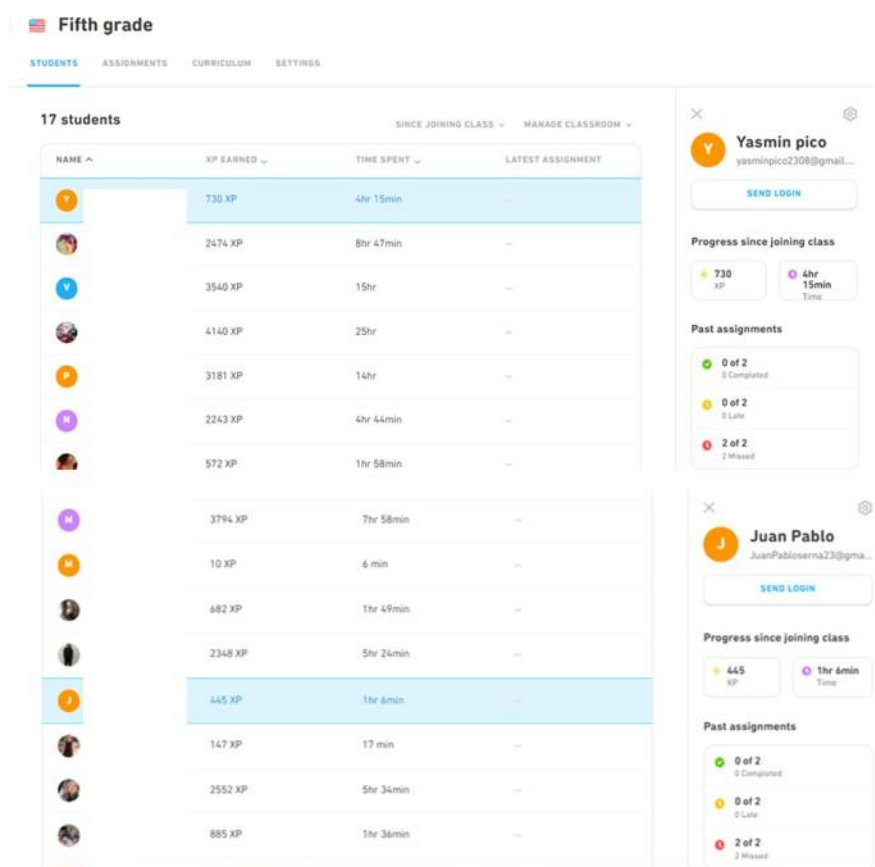 Fifth grade
STUDENTS ASSIGNMENTS CURRICULUM SETTINGS
17 students
SINCE JOINING CLASS MANAGE CLASSROOM
NAME XP EARNED TIME SPENT LATEST ASSIGNMENT
Y 730 XP 4hr 15min –
2474 XP 8hr 47min –
V 3540 XP 15hr –
4140 XP 25hr –
P 3181 XP 14hr –
N 2243 XP 4hr 44min –
572 XP 1hr 58min –
Y
Yasmin pico
yasminpico2308@gmail...
SEND LOGIN
Progress since joining class
730 4hr 15min
XP Time
Past assignments
0 of 2
0 Completed
0 of 2
0 Late
2 of 2
2 Missed
M 3794 XP 7hr 58min –
M 10 XP 6 min –
682 XP 1hr 49min –
2348 XP 5hr 24min –
J 445 XP 1hr 6min –
147 XP 17 min –
2552 XP 5hr 34min –
885 XP 1hr 36min –
J
Juan Pablo
JuanPabloserna23@gma...
SEND LOGIN
Progress since joining class
445 1hr 6min
XP Time
Past assignments
0 of 2
0 Completed
0 of 2
0 Late
2 of 2
2 Missed